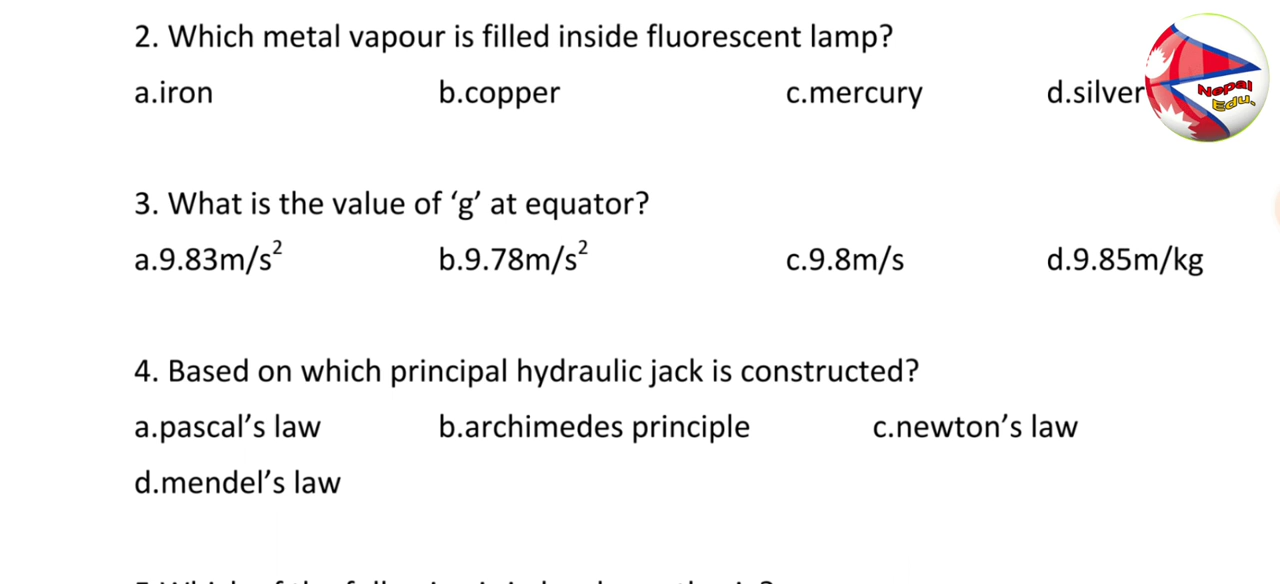 2. Which metal vapour is filled inside fluorescent lamp?
a.iron b.copper c.mercury d.silver
Nepal
Edu.
3. What is the value of ‘g’ at equator?
a.9.83m/s² b.9.78m/s² c.9.8m/s d.9.85m/kg
4. Based on which principal hydraulic jack is constructed?
a.pascal’s law b.archimedes principle c.newton’s law
d.mendel’s law